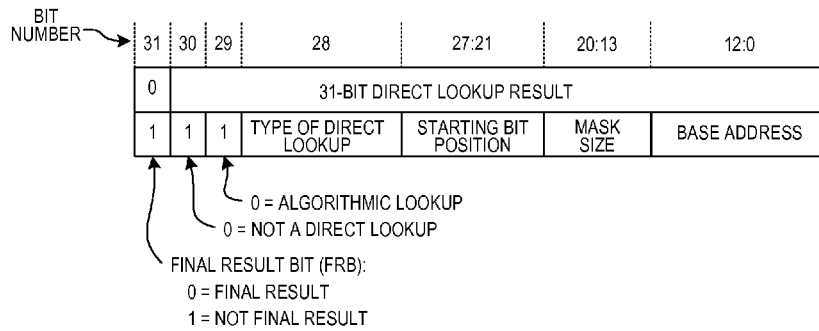 BIT
NUMBER
31 30 29 28 27:21 20:13 12:0
0 31-BIT DIRECT LOOKUP RESULT
1 1 1 TYPE OF DIRECT LOOKUP STARTING BIT POSITION MASK SIZE BASE ADDRESS
0 = ALGORITHMIC LOOKUP
0 = NOT A DIRECT LOOKUP
FINAL RESULT BIT (FRB):
0 = FINAL RESULT
1 = NOT FINAL RESULT